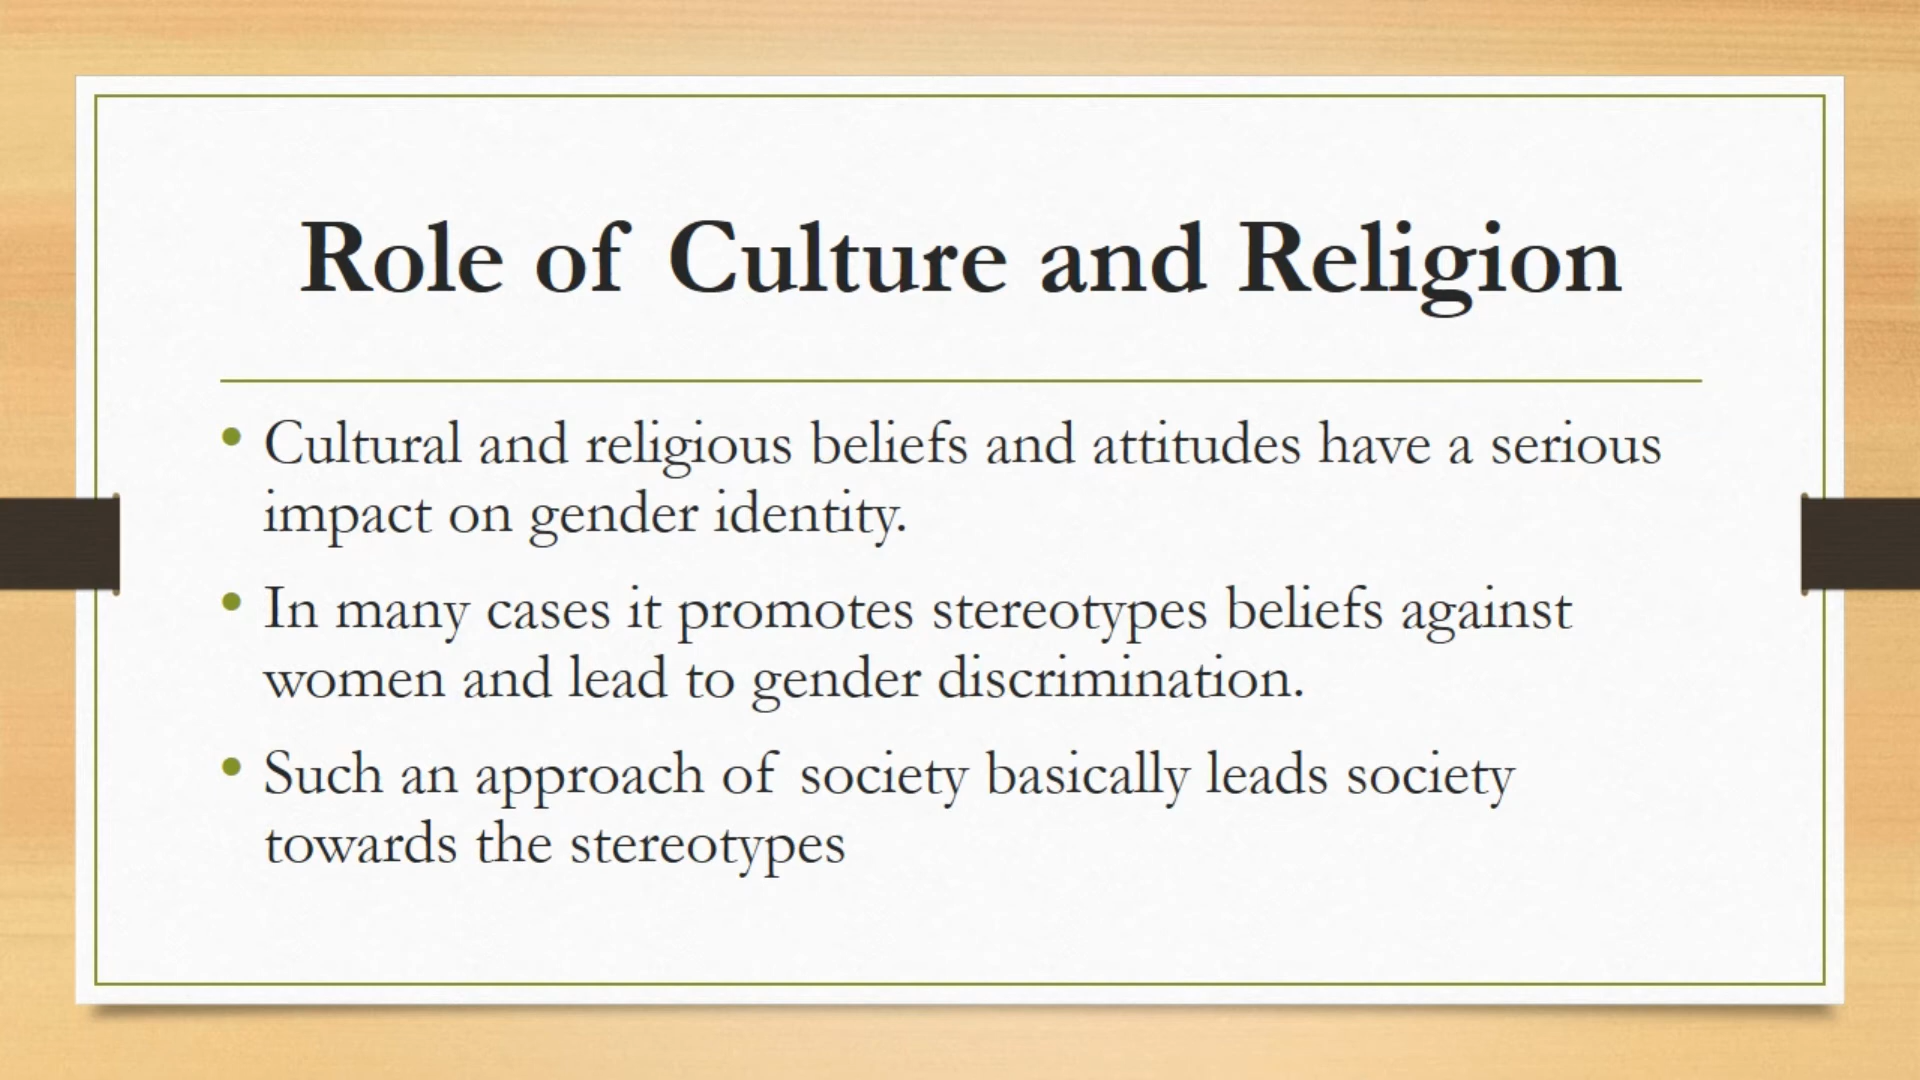 Role of Culture and Religion
• Cultural and religious beliefs and attitudes have a serious
impact on gender identity.
• In many cases it promotes stereotypes beliefs against
women and lead to gender discrimination.
• Such an approach of society basically leads society
towards the stereotypes